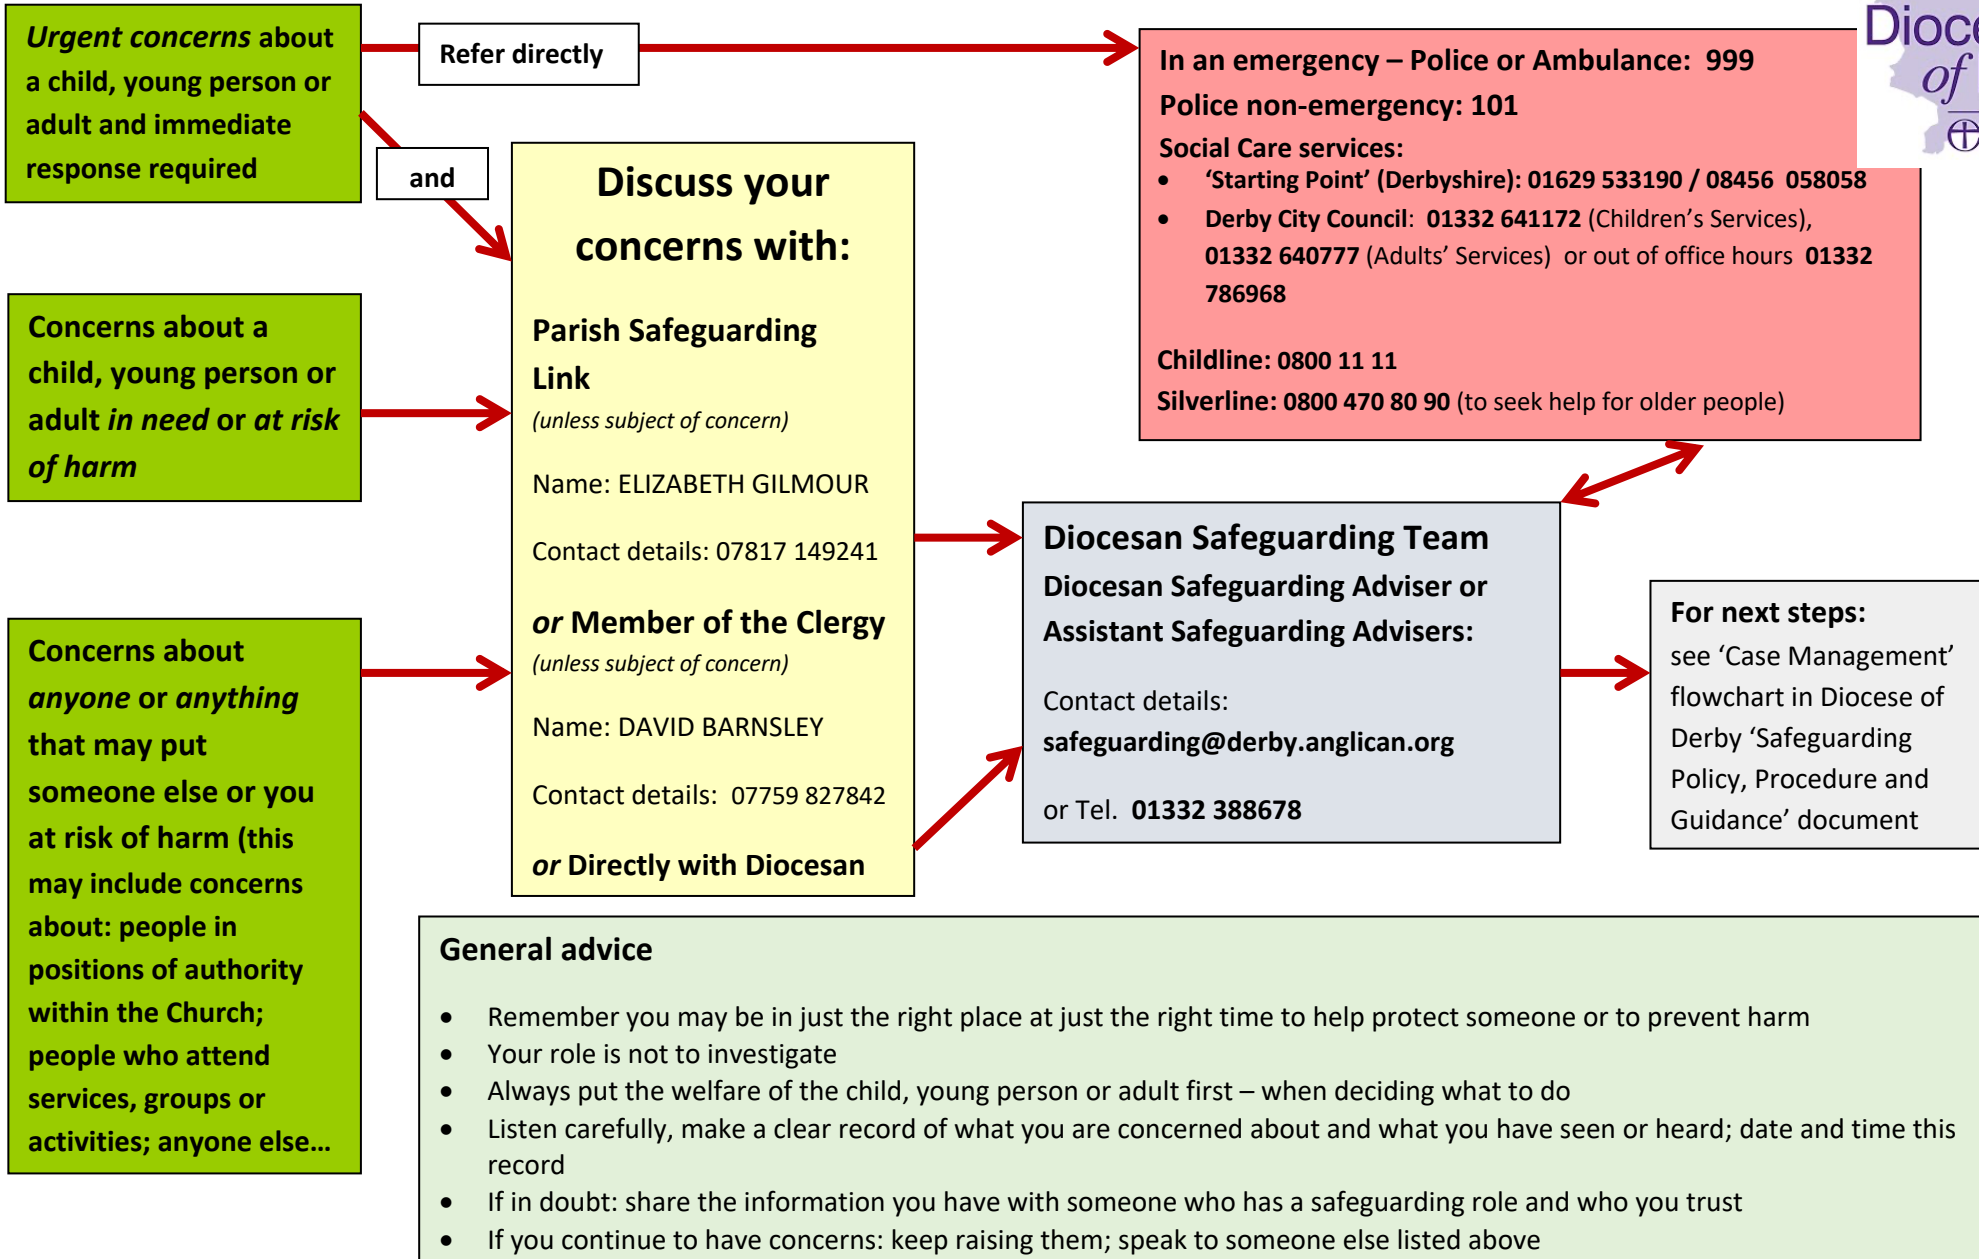 Urgent concerns about
a child, young person or
adult and immediate
response required
Refer directly
and
In an emergency – Police or Ambulance: 999
Police non-emergency: 101
Social Care services:
• ‘Starting Point’ (Derbyshire): 01629 533190 / 08456 058058
• Derby City Council: 01332 641172 (Children’s Services),
01332 640777 (Adults’ Services) or out of office hours 01332
786968
Childline: 0800 11 11
Silverline: 0800 470 80 90 (to seek help for older people)
of
Concerns about a
child, young person or
adult in need or at risk
of harm
Concerns about
anyone or anything
that may put
someone else or you
at risk of harm (this
may include concerns
about: people in
positions of authority
within the Church;
people who attend
services, groups or
activities; anyone else…
Discuss your
concerns with:
Parish Safeguarding
Link
(unless subject of concern)
Name: ELIZABETH GILMOUR
Contact details: 07817 149241
or Member of the Clergy
(unless subject of concern)
Name: DAVID BARNSLEY
Contact details: 07759 827842
or Directly with Diocesan
Diocesan Safeguarding Team
Diocesan Safeguarding Adviser or
Assistant Safeguarding Advisers:
Contact details:
safeguarding@derby.anglican.org
or Tel. 01332 388678
For next steps:
see ‘Case Management’
flowchart in Diocese of
Derby ‘Safeguarding
Policy, Procedure and
Guidance’ document
General advice
• Remember you may be in just the right place at just the right time to help protect someone or to prevent harm
• Your role is not to investigate
• Always put the welfare of the child, young person or adult first – when deciding what to do
• Listen carefully, make a clear record of what you are concerned about and what you have seen or heard; date and time this
record
• If in doubt: share the information you have with someone who has a safeguarding role and who you trust
• If you continue to have concerns: keep raising them; speak to someone else listed above